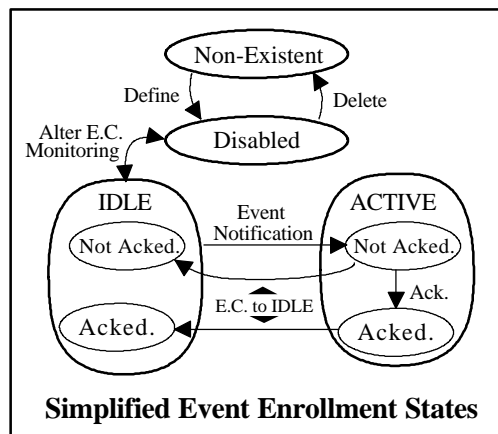 Non-Existent
Define
Delete
Alter E.C.
Monitoring
Disabled
IDLE
ACTIVE
Event
Notification
Not Acked.
Not Acked.
E.C. to IDLE
Ack.
Acked.
Acked.
Simplified Event Enrollment States